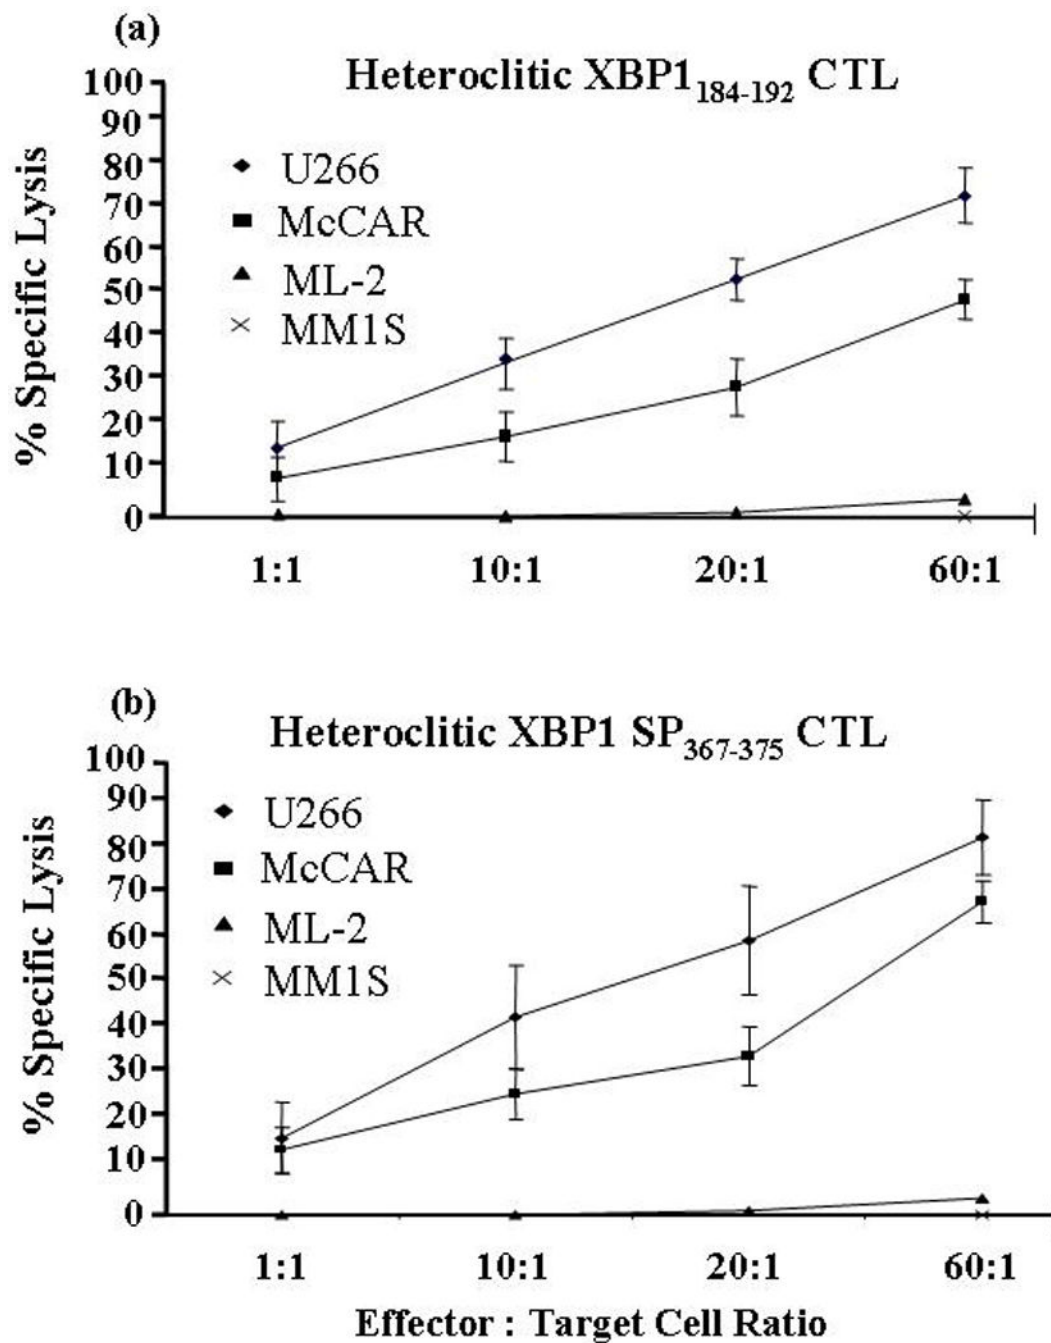 (a)
Heteroclitic XBP1184-192 CTL
100
90
80
70
60
50
40
30
20
10
0
% Specific Lysis
U266
McCAR
ML-2
MM1S
1:1 10:1 20:1 60:1
(b)
Heteroclitic XBP1 SP367-375 CTL
100
90
80
70
60
50
40
30
20
10
0
% Specific Lysis
U266
McCAR
ML-2
MM1S
1:1 10:1 20:1 60:1
Effector : Target Cell Ratio